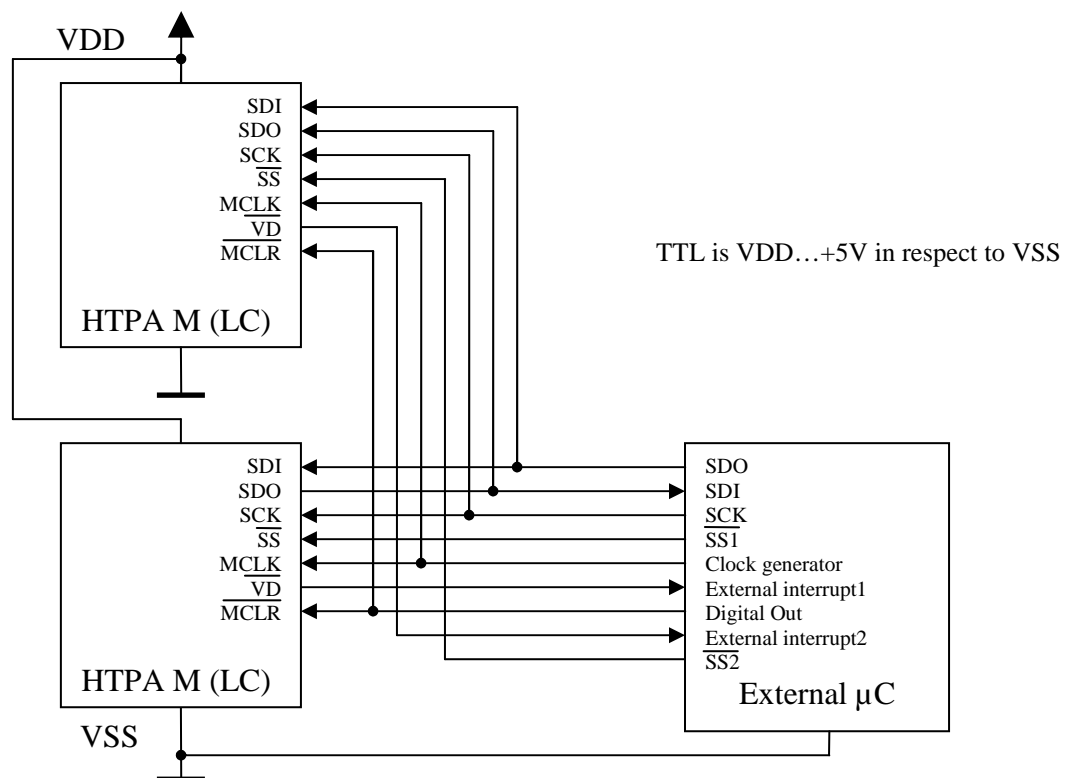 VDD
SDI
SDO
SCK
SS
MCLK
VD
MCLR
HTPA M (LC)
TTL is VDD…+5V in respect to VSS
SDI
SDO
SCK
SS
MCLK
VD
MCLR
HTPA M (LC)
VSS
SDO
SDI
SCK
SS1
Clock generator
External interrupt1
Digital Out
External interrupt2
SS2
External µC